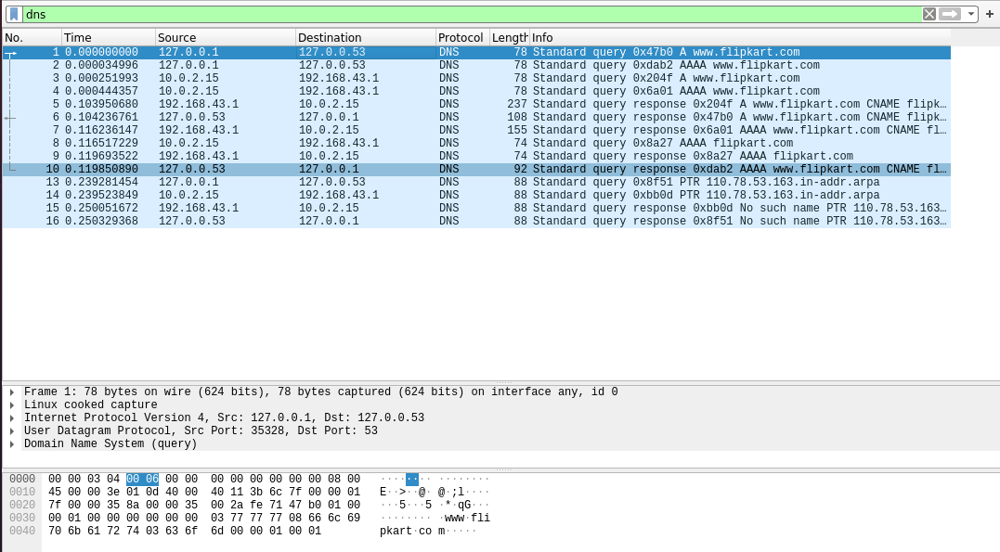 dns
No. Time Source Destination Protocol Length Info
1 0.000000000 127.0.0.1 127.0.0.53 DNS 78 Standard query 0x47b0 A www.flipkart.com
2 0.000034996 127.0.0.1 127.0.0.53 DNS 78 Standard query 0xdab2 AAAA www.flipkart.com
3 0.000251993 10.0.2.15 192.168.43.1 DNS 78 Standard query 0x204f A www.flipkart.com
4 0.000444357 10.0.2.15 192.168.43.1 DNS 78 Standard query 0x6a01 AAAA www.flipkart.com
5 0.103950680 192.168.43.1 10.0.2.15 DNS 237 Standard query response 0x204f A www.flipkart.com CNAME flipk…
6 0.104236761 127.0.0.53 127.0.0.1 DNS 108 Standard query response 0x47b0 A www.flipkart.com CNAME flipk…
7 0.116236147 192.168.43.1 10.0.2.15 DNS 155 Standard query response 0x6a01 AAAA www.flipkart.com CNAME fl…
8 0.116517229 10.0.2.15 192.168.43.1 DNS 74 Standard query 0x8a27 AAAA flipkart.com
9 0.119693522 192.168.43.1 10.0.2.15 DNS 74 Standard query response 0x8a27 AAAA flipkart.com
10 0.119850890 127.0.0.53 127.0.0.1 DNS 92 Standard query response 0xdab2 AAAA www.flipkart.com CNAME fl…
13 0.239281454 127.0.0.1 127.0.0.53 DNS 88 Standard query 0x8f51 PTR 110.78.53.163.in-addr.arpa
14 0.239523849 10.0.2.15 192.168.43.1 DNS 88 Standard query 0xbb0d PTR 110.78.53.163.in-addr.arpa
15 0.250051672 192.168.43.1 10.0.2.15 DNS 88 Standard query response 0xbb0d No such name PTR 110.78.53.163…
16 0.250329368 127.0.0.53 127.0.0.1 DNS 88 Standard query response 0x8f51 No such name PTR 110.78.53.163…
Frame 1: 78 bytes on wire (624 bits), 78 bytes captured (624 bits) on interface any, id 0
Linux cooked capture
Internet Protocol Version 4, Src: 127.0.0.1, Dst: 127.0.0.53
User Datagram Protocol, Src Port: 35328, Dst Port: 53
Domain Name System (query)
0000 00 00 03 04 00 06 00 00 00 00 00 00 00 00 08 00 ········ ········
0010 45 00 00 3e 01 0d 40 00 40 11 3b 6c 7f 00 00 01 E··>··@· @·;l····
0020 7f 00 00 35 8a 00 00 35 00 2a fe 71 47 b0 01 00 ···5···5 ·*·qG···
0030 00 01 00 00 00 00 00 00 03 77 77 77 08 66 6c 69 ········ ·www·fli
0040 70 6b 61 72 74 03 63 6f 6d 00 00 01 00 01 pkart·co m·····